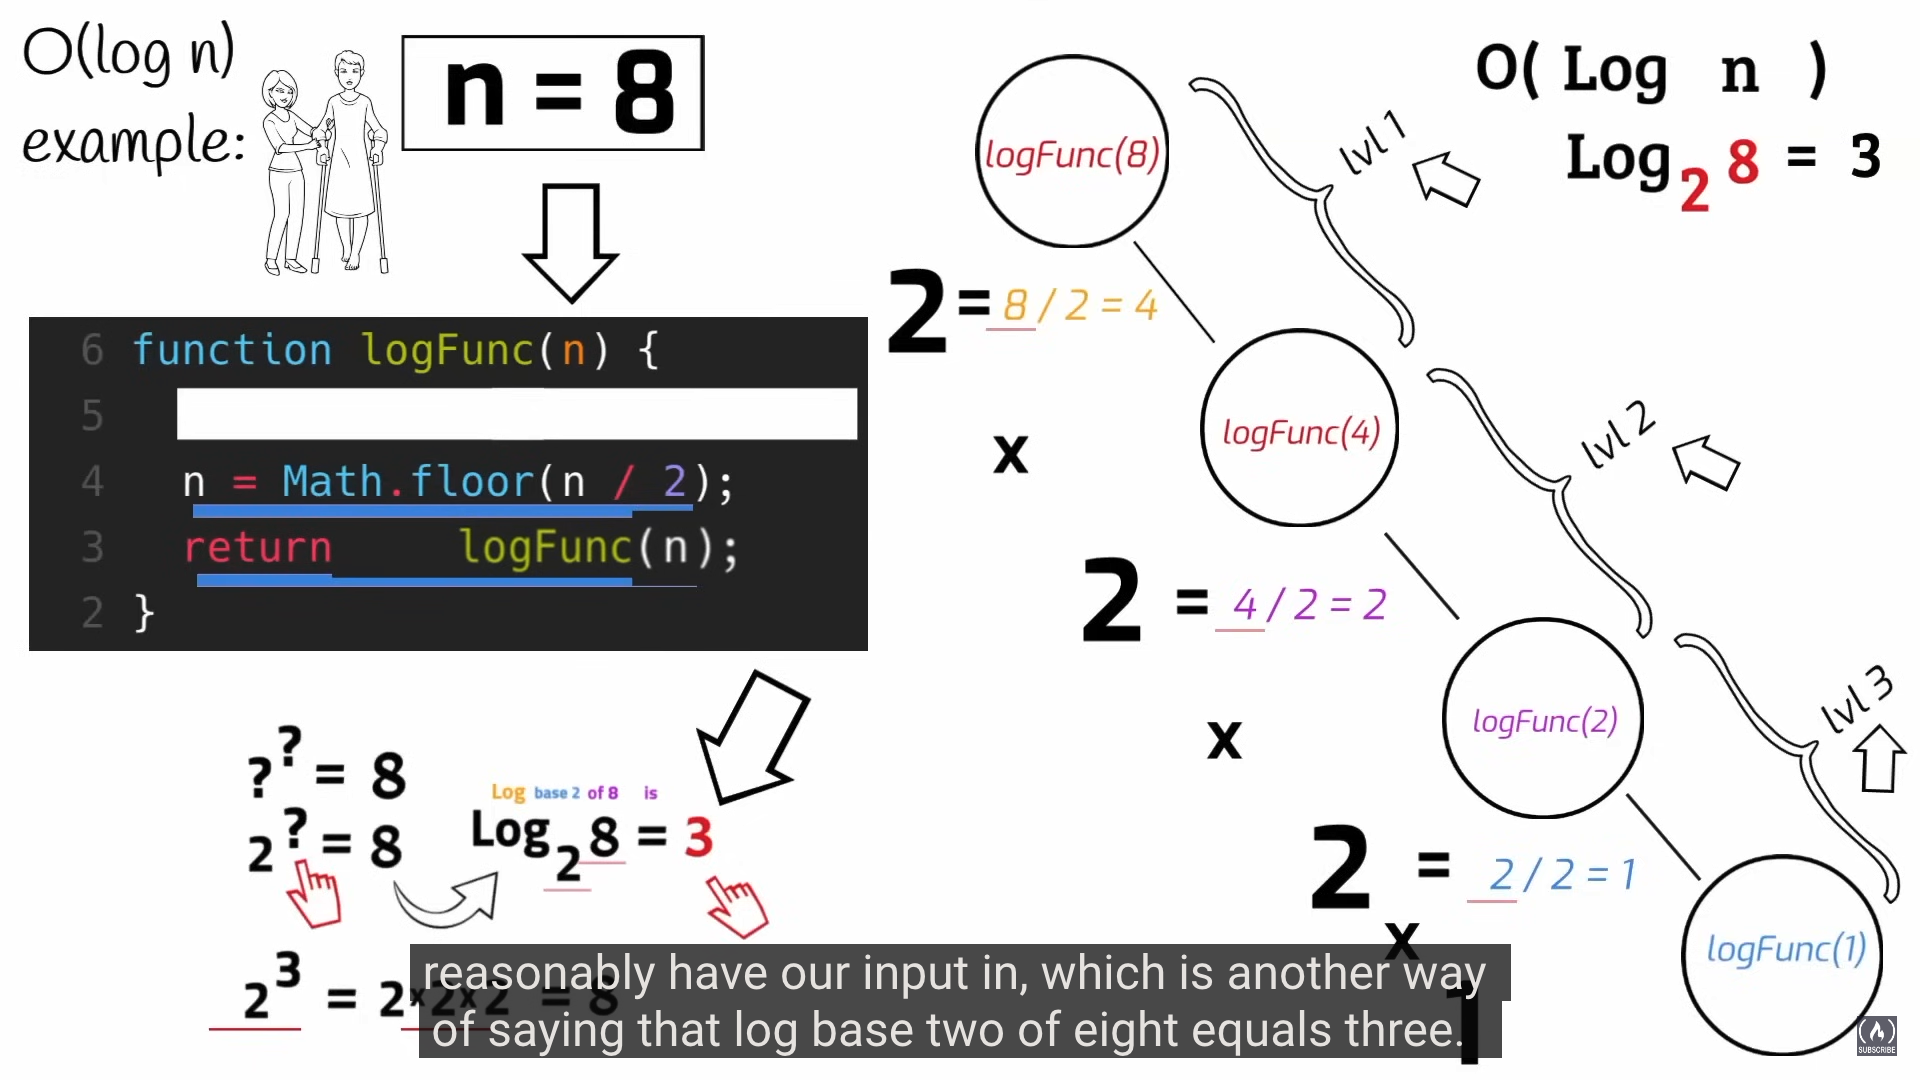 O(log n)
example:
n = 8
6 function logFunc(n) {
5
4 n = Math.floor(n / 2);
3 return logFunc(n);
2 }
?? = 8
2? = 8
Log base 2 of 8 is
Log2 8 = 3
23 = 2x2x2 = 8
O( Log n )
Log2 8 = 3
logFunc(8)
lvl 1
2 = 8 / 2 = 4
x
logFunc(4)
lvl 2
2 = 4 / 2 = 2
x
logFunc(2)
lvl 3
2 = 2 / 2 = 1
x
1
logFunc(1)
reasonably have our input in, which is another way
of saying that log base two of eight equals three.
SUBSCRIBE